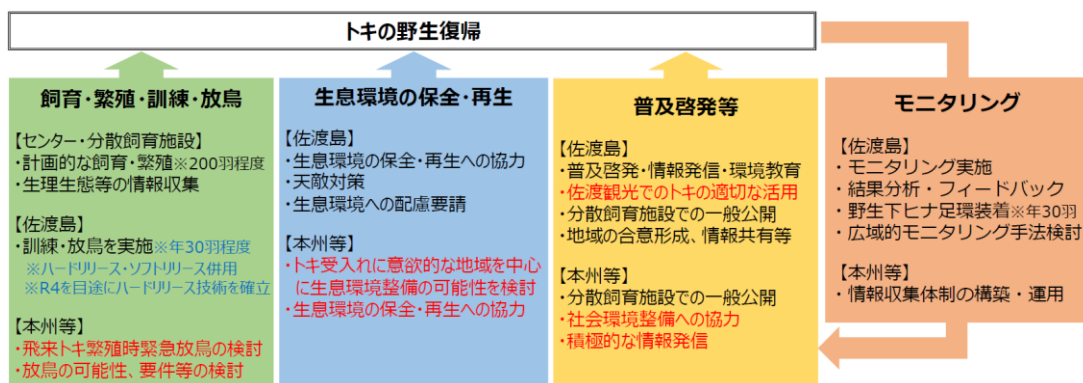 トキの野生復帰
飼育・繁殖・訓練・放鳥
【センター・分散飼育施設】
・計画的な飼育・繁殖※200羽程度
・生理生態等の情報収集
【佐渡島】
・訓練・放鳥を実施※年30羽程度
※ハードリリース・ソフトリリース併用
※R4を目途にハードリリース技術を確立
【本州等】
・飛来トキ繁殖時緊急放鳥の検討
・放鳥の可能性、要件等の検討
生息環境の保全・再生
【佐渡島】
・生息環境の保全・再生への協力
・天敵対策
・生息環境への配慮要請
【本州等】
・トキ受入れに意欲的な地域を中心
に生息環境整備の可能性を検討
・生息環境の保全・再生への協力
普及啓発等
【佐渡島】
・普及啓発・情報発信・環境教育
・佐渡観光でのトキの適切な活用
・分散飼育施設での一般公開
・地域の合意形成、情報共有等
【本州等】
・分散飼育施設での一般公開
・社会環境整備への協力
・積極的な情報発信
モニタリング
【佐渡島】
・モニタリング実施
・結果分析・フィードバック
・野生下ヒナ足環装着※年30羽
・広域的モニタリング手法検討
【本州等】
・情報収集体制の構築・運用